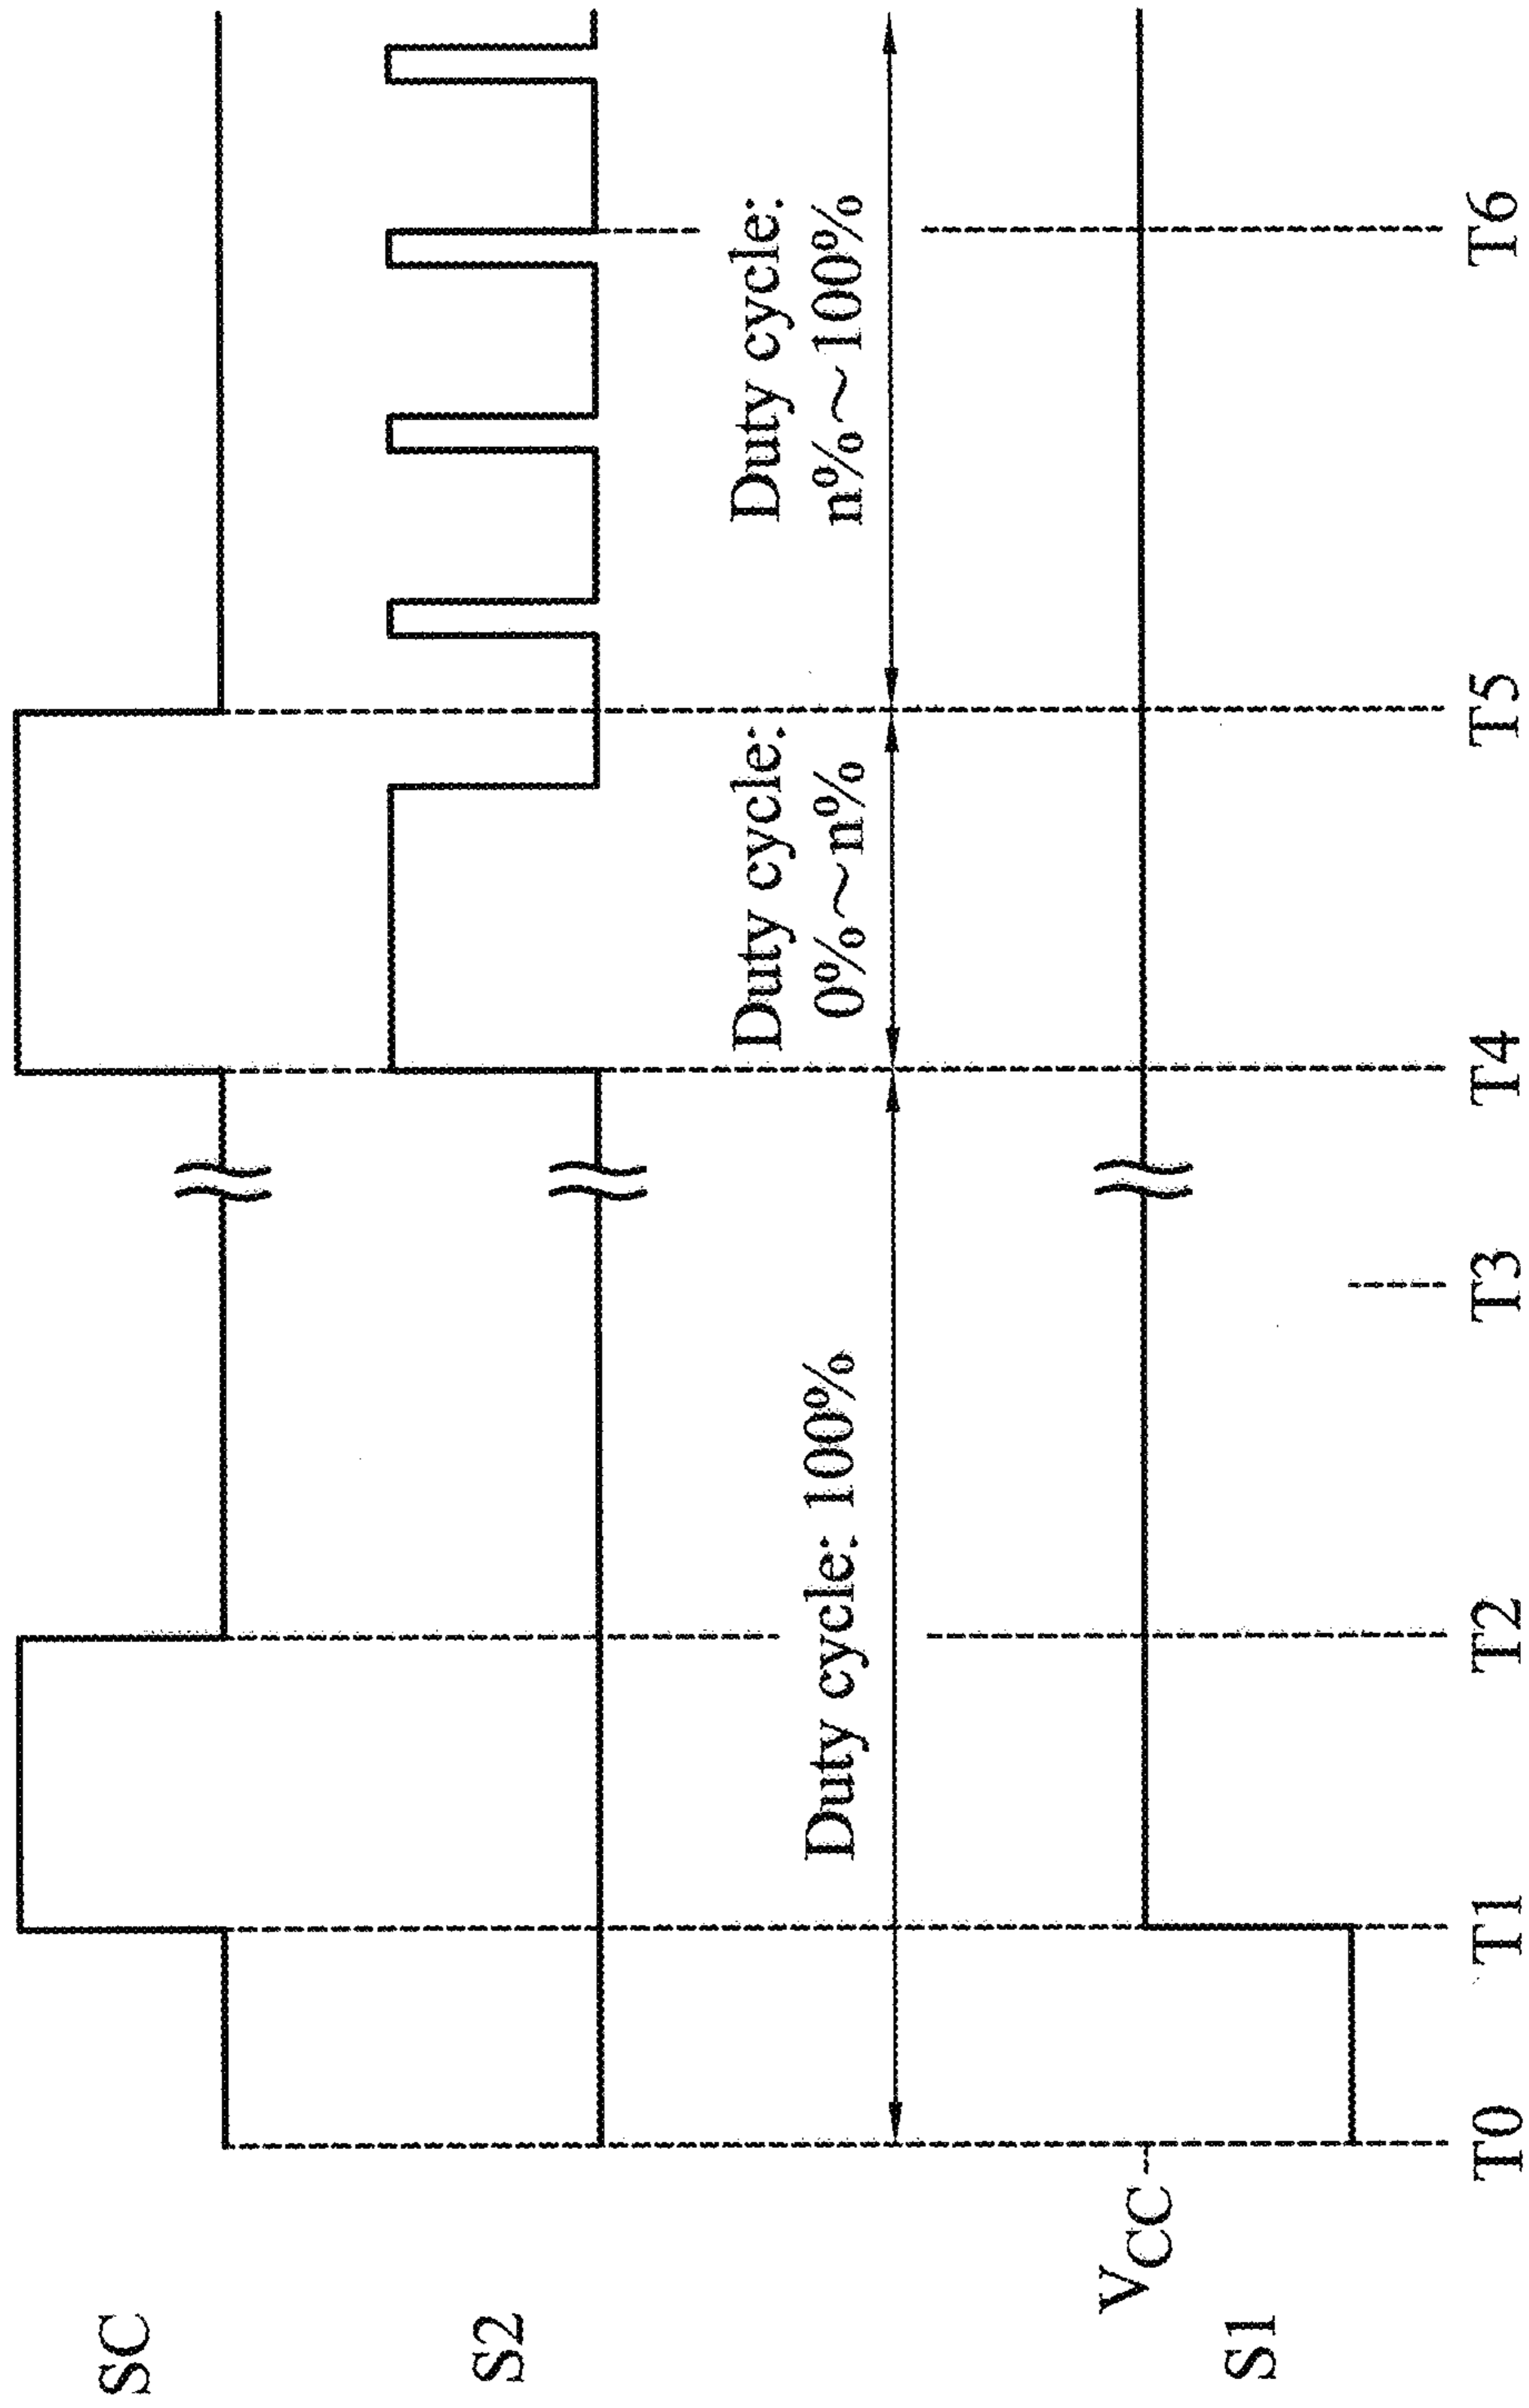 SC
S2
Duty cycle: 100%
Duty cycle:
0%~n%
Duty cycle:
n%~100%
VCC
S1
T0
T1
T2
T3
T4
T5
T6